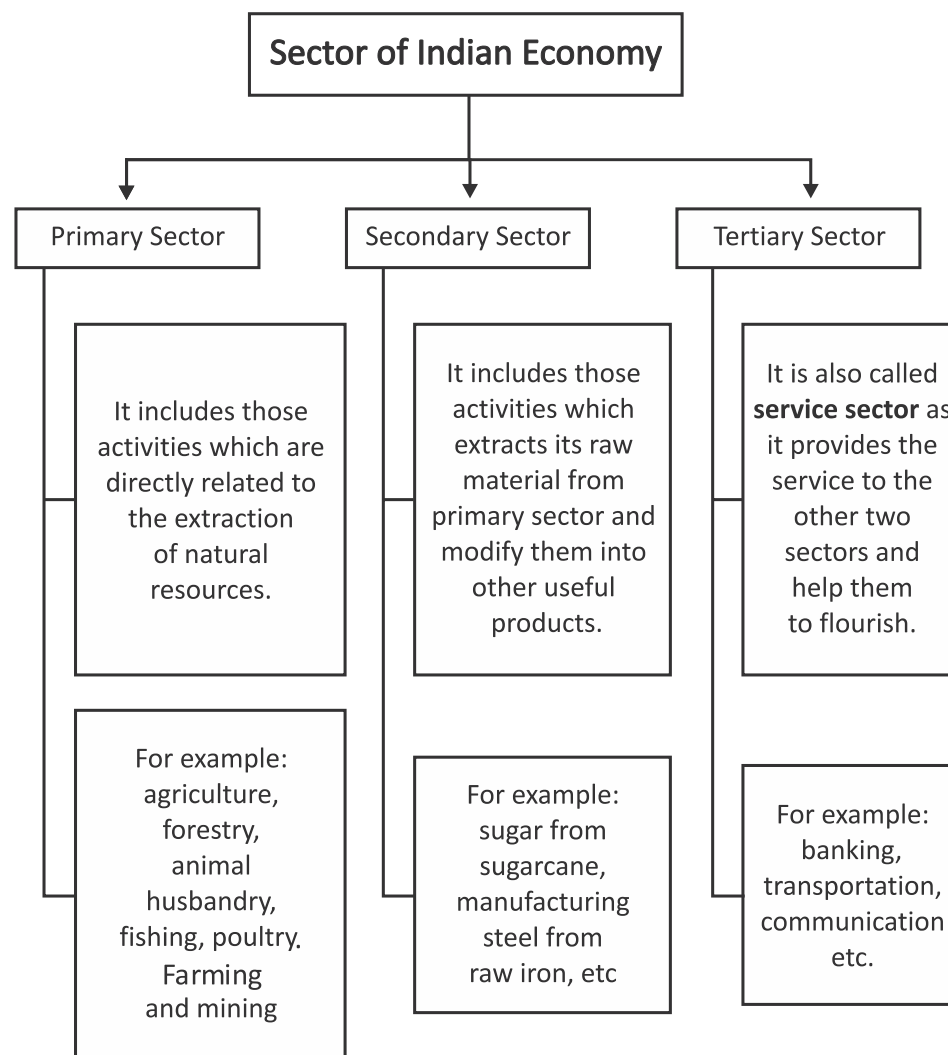 Sector of Indian Economy
Primary Sector
It includes those
activities which are
directly related to
the extraction
of natural
resources.
For example:
agriculture,
forestry,
animal
husbandry,
fishing, poultry.
Farming
and mining
Secondary Sector
It includes those
activities which
extracts its raw
material from
primary sector and
modify them into
other useful
products.
For example:
sugar from
sugarcane,
manufacturing
steel from
raw iron, etc
Tertiary Sector
It is also called
service sector as
it provides the
service to the
other two
sectors and
help them
to flourish.
For example:
banking,
transportation,
communication
etc.